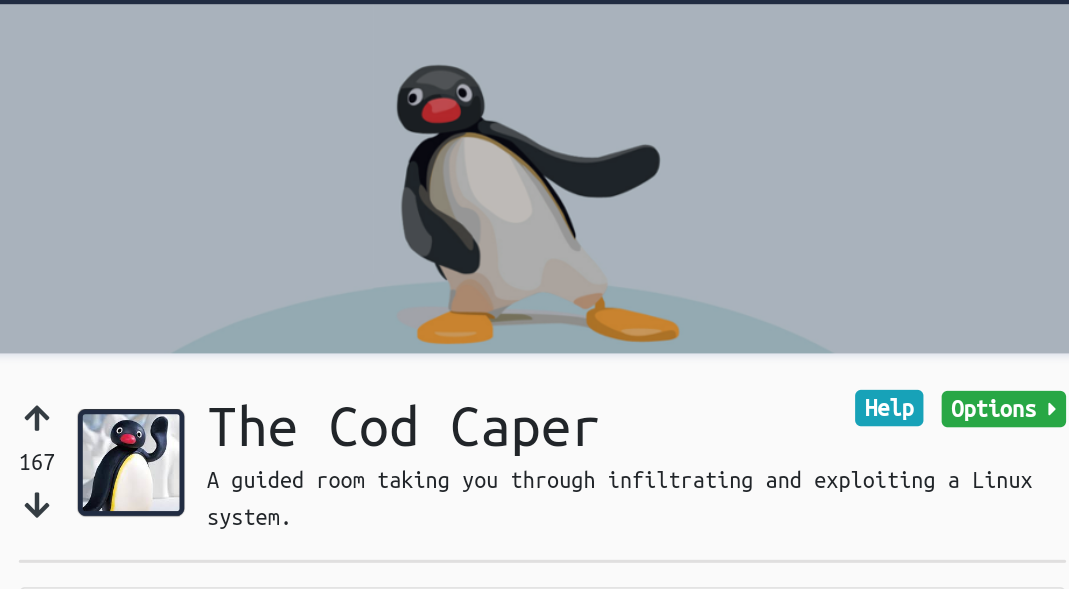 Help
Options
The Cod Caper
167
A guided room taking you through infiltrating and exploiting a Linux
system.